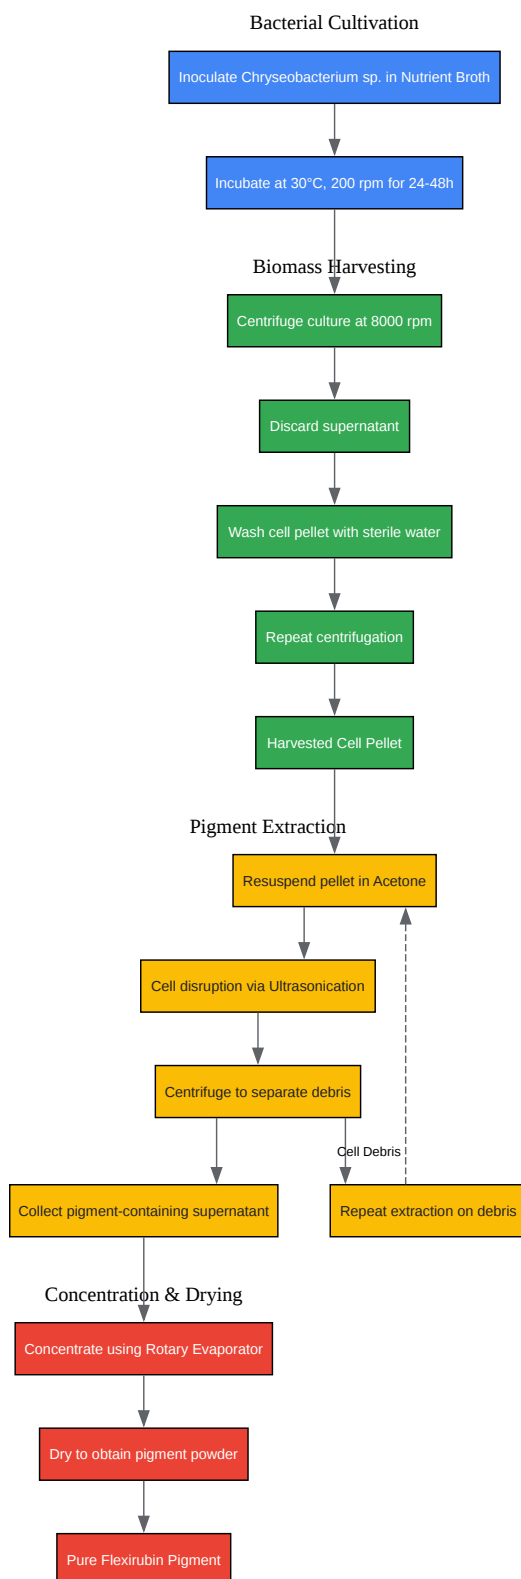 Bacterial Cultivation
Inoculate Chryseobacterium sp. in Nutrient Broth
Incubate at 30°C, 200 rpm for 24-48h
Biomass Harvesting
Centrifuge culture at 8000 rpm
Discard supernatant
Wash cell pellet with sterile water
Repeat centrifugation
Harvested Cell Pellet
Pigment Extraction
Resuspend pellet in Acetone
Cell disruption via Ultrasonication
Centrifuge to separate debris
Cell Debris
Collect pigment-containing supernatant
Repeat extraction on debris
Concentration & Drying
Concentrate using Rotary Evaporator
Dry to obtain pigment powder
Pure Flexirubin Pigment